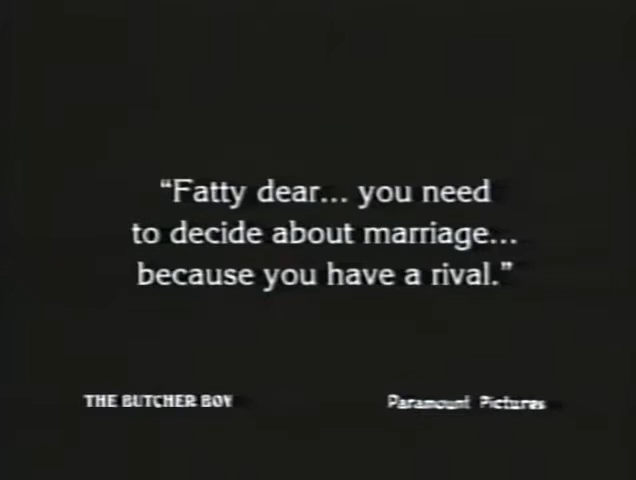 “Fatty dear... you need
to decide about marriage...
because you have a rival.”
THE BUTCHER BOY Paramount Pictures